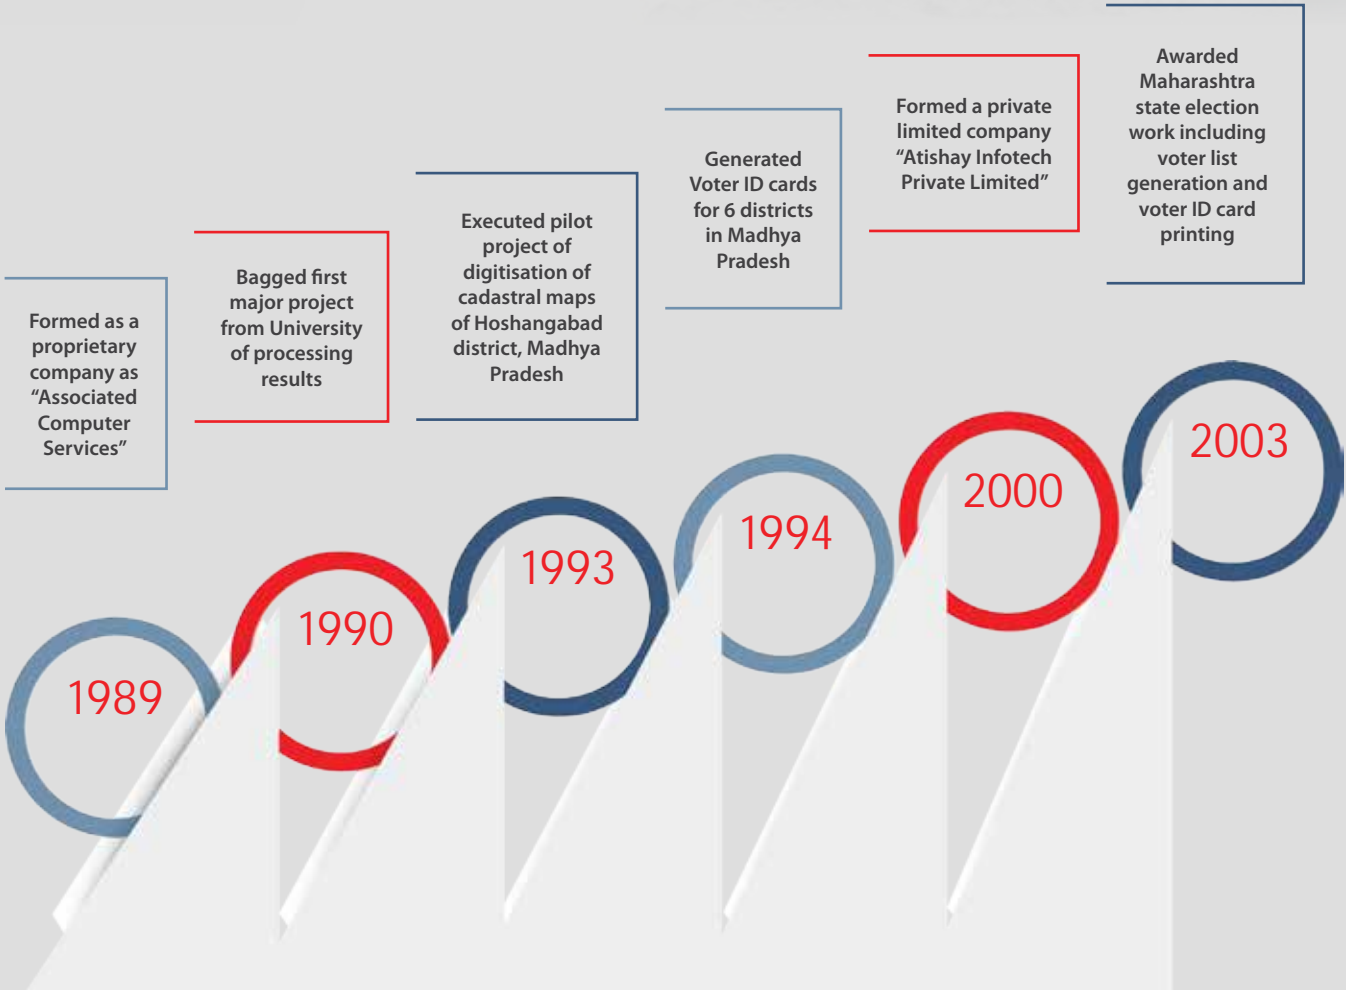 Formed as a
proprietary
company as
“Associated
Computer
Services”
1989
Bagged first
major project
from University
of processing
results
1990
Executed pilot
project of
digitisation of
cadastral maps
of Hoshangabad
district, Madhya
Pradesh
1993
Generated
Voter ID cards
for 6 districts
in Madhya
Pradesh
1994
Formed a private
limited company
“Atishay Infotech
Private Limited”
2000
Awarded
Maharashtra
state election
work including
voter list
generation and
voter ID card
printing
2003